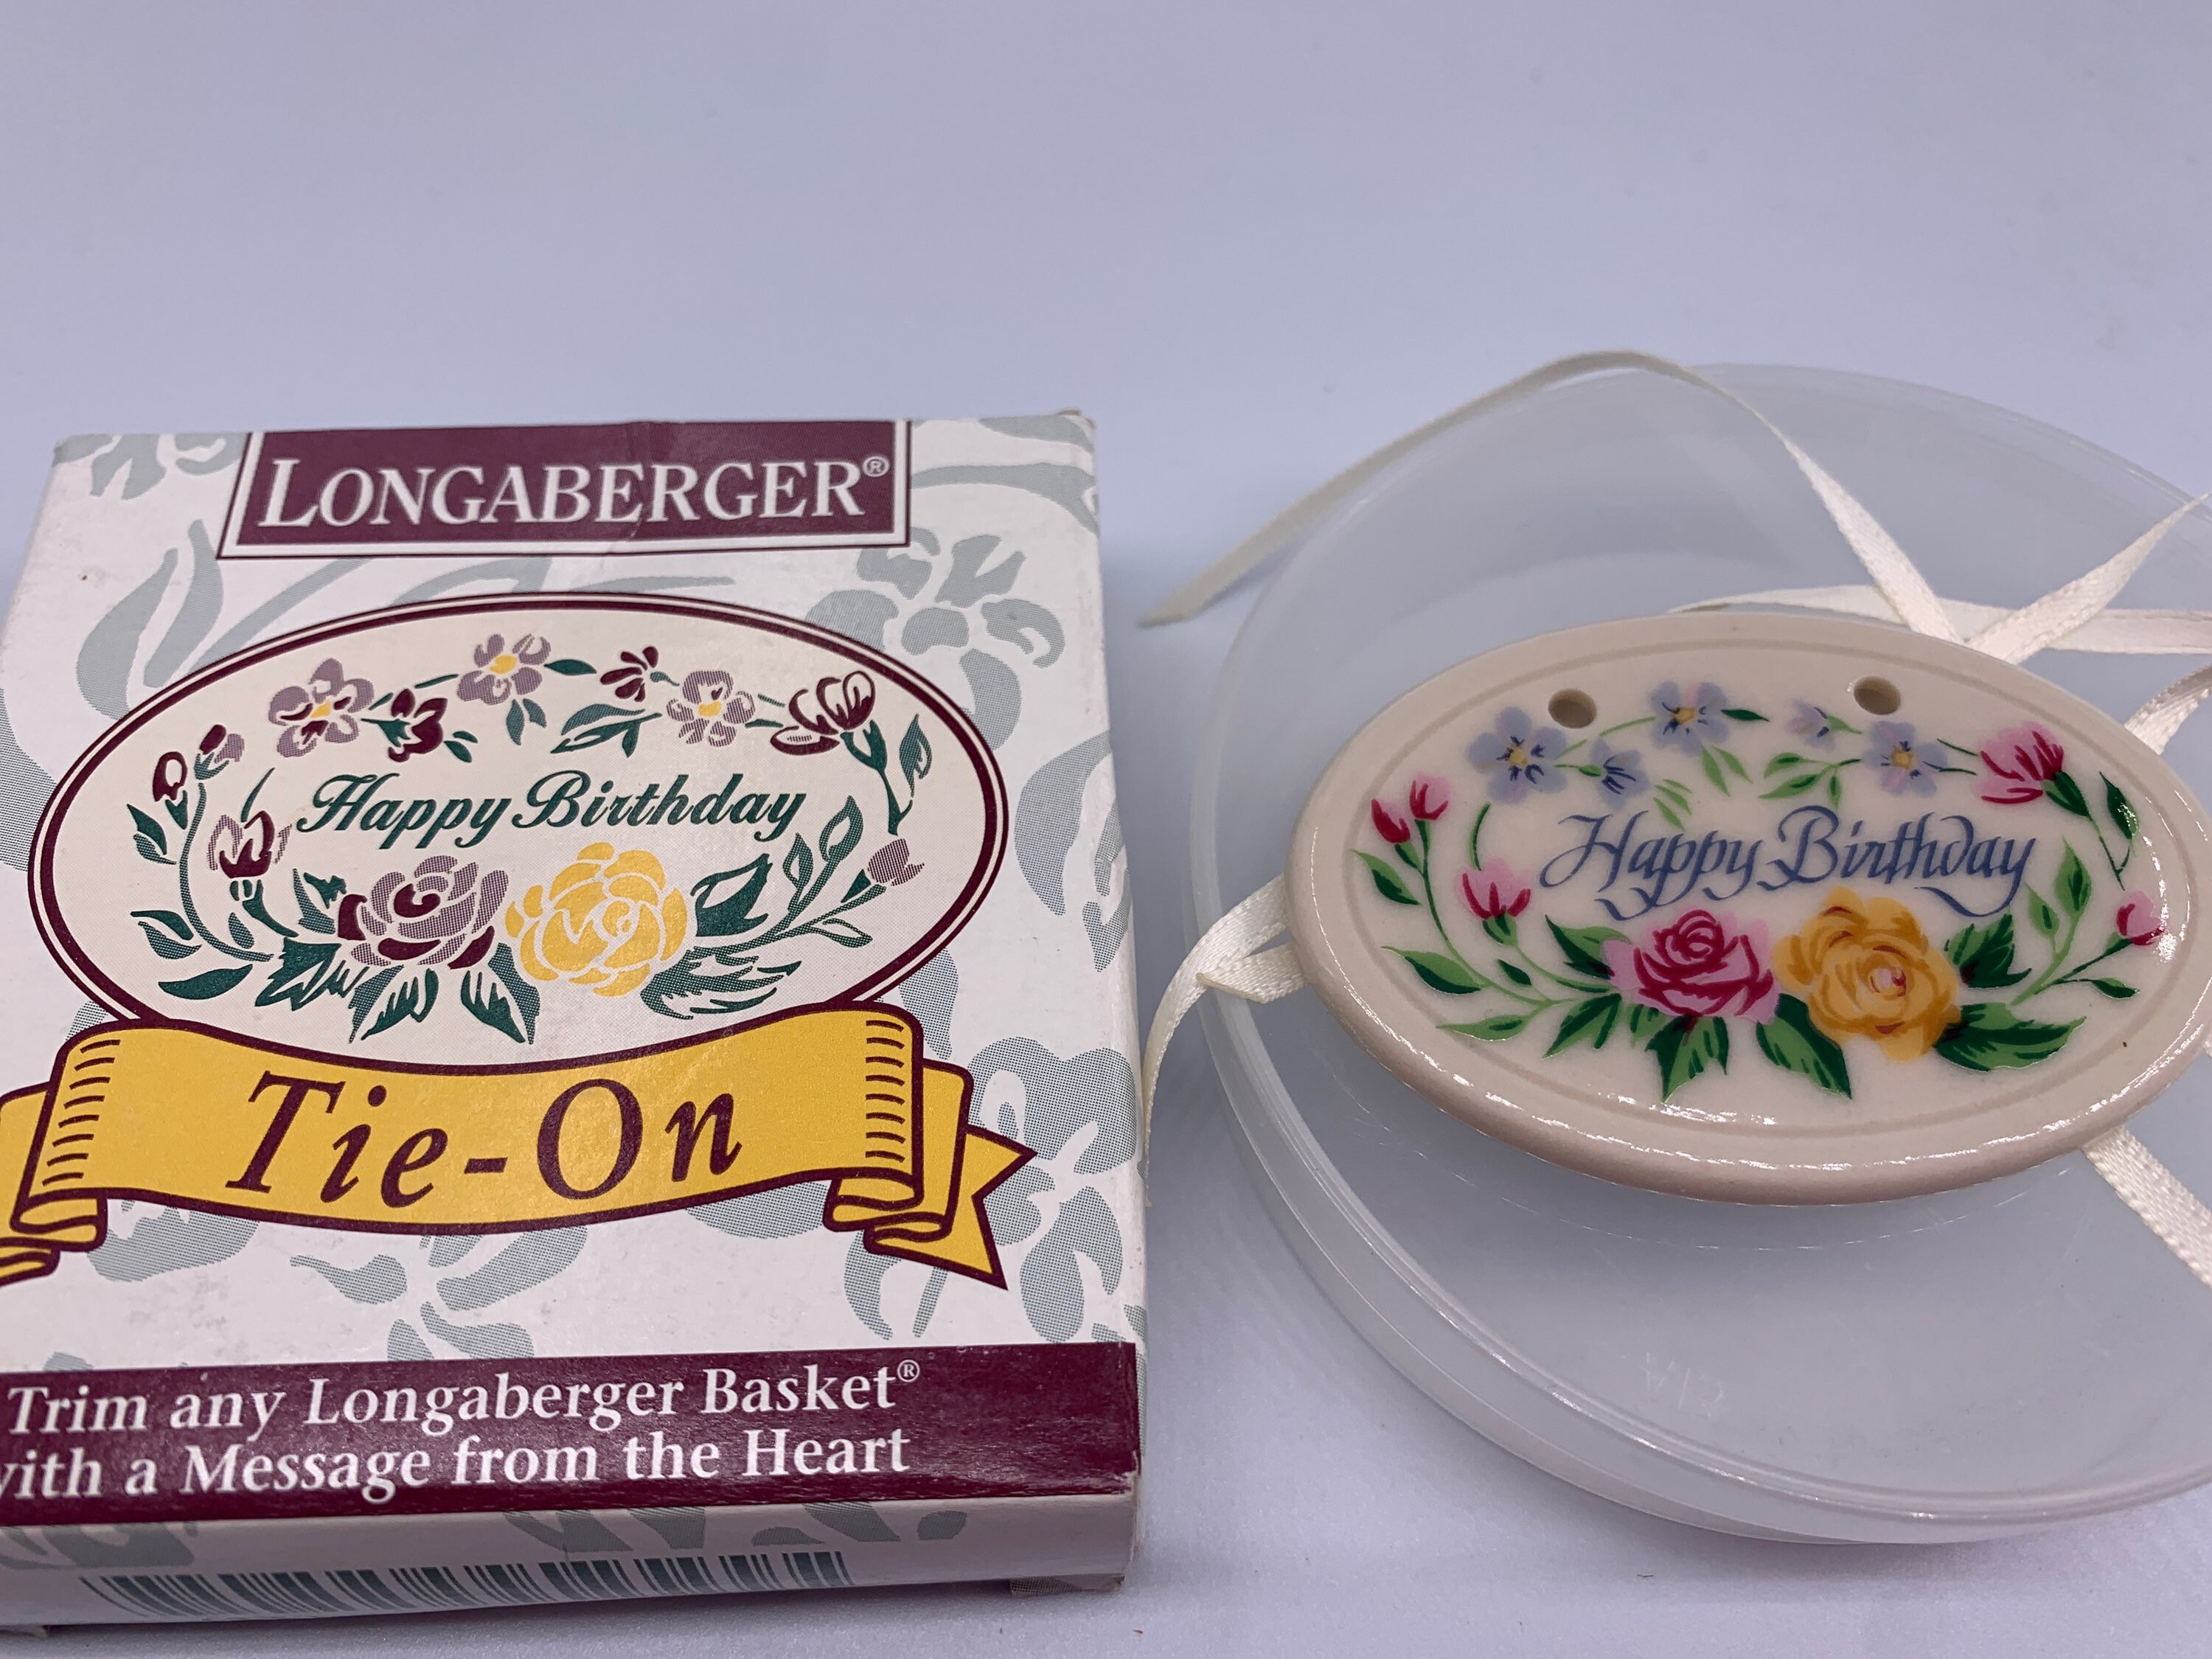 LONGABERGER®
Happy Birthday
Tie-On
Trim any Longaberger Basket®
with a Message from the Heart
Happy Birthday